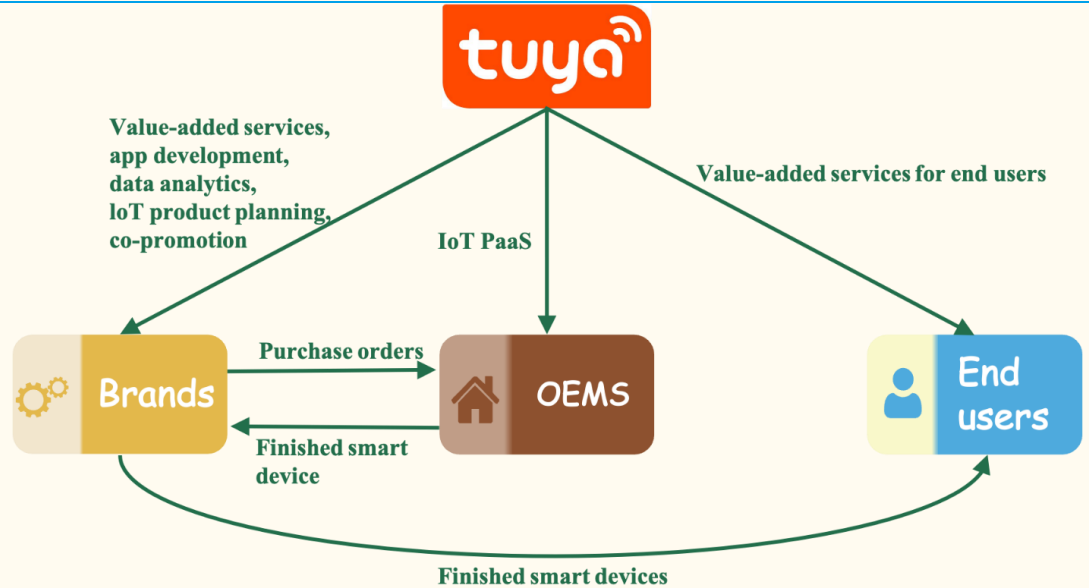 tuya
Value-added services,
app development,
data analytics,
loT product planning,
co-promotion
IoT PaaS
Value-added services for end users
Brands
Purchase orders
OEMS
End
users
Finished smart
device
Finished smart devices